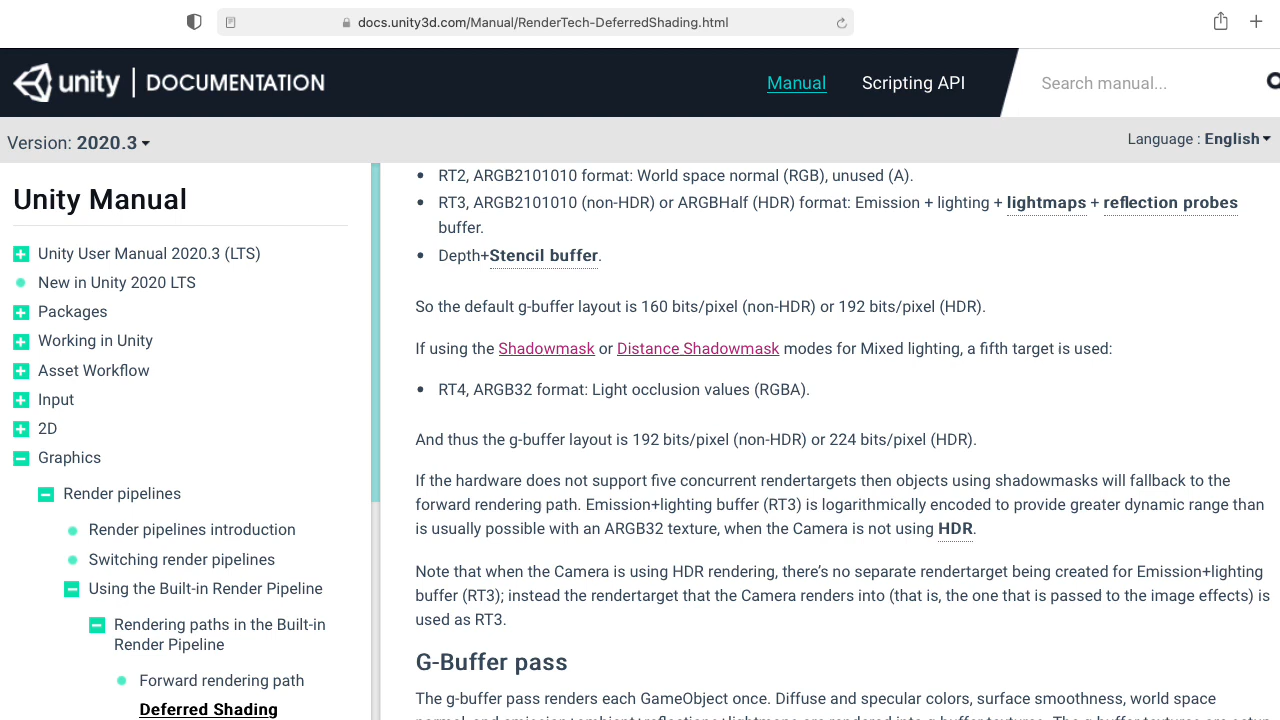 docs.unity3d.com/Manual/RenderTech-DeferredShading.html
unity | DOCUMENTATION
Manual
Scripting API
Search manual...
Version: 2020.3
Language : English
Unity Manual
Unity User Manual 2020.3 (LTS)
New in Unity 2020 LTS
Packages
Working in Unity
Asset Workflow
Input
2D
Graphics
Render pipelines
Render pipelines introduction
Switching render pipelines
Using the Built-in Render Pipeline
Rendering paths in the Built-in
Render Pipeline
Forward rendering path
Deferred Shading
RT2, ARGB2101010 format: World space normal (RGB), unused (A).
RT3, ARGB2101010 (non-HDR) or ARGBHalf (HDR) format: Emission + lighting + lightmaps + reflection probes
buffer.
Depth+Stencil buffer.
So the default g-buffer layout is 160 bits/pixel (non-HDR) or 192 bits/pixel (HDR).
If using the Shadowmask or Distance Shadowmask modes for Mixed lighting, a fifth target is used:
RT4, ARGB32 format: Light occlusion values (RGBA).
And thus the g-buffer layout is 192 bits/pixel (non-HDR) or 224 bits/pixel (HDR).
If the hardware does not support five concurrent rendertargets then objects using shadowmasks will fallback to the
forward rendering path. Emission+lighting buffer (RT3) is logarithmically encoded to provide greater dynamic range than
is usually possible with an ARGB32 texture, when the Camera is not using HDR.
Note that when the Camera is using HDR rendering, there’s no separate rendertarget being created for Emission+lighting
buffer (RT3); instead the rendertarget that the Camera renders into (that is, the one that is passed to the image effects) is
used as RT3.
G-Buffer pass
The g-buffer pass renders each GameObject once. Diffuse and specular colors, surface smoothness, world space